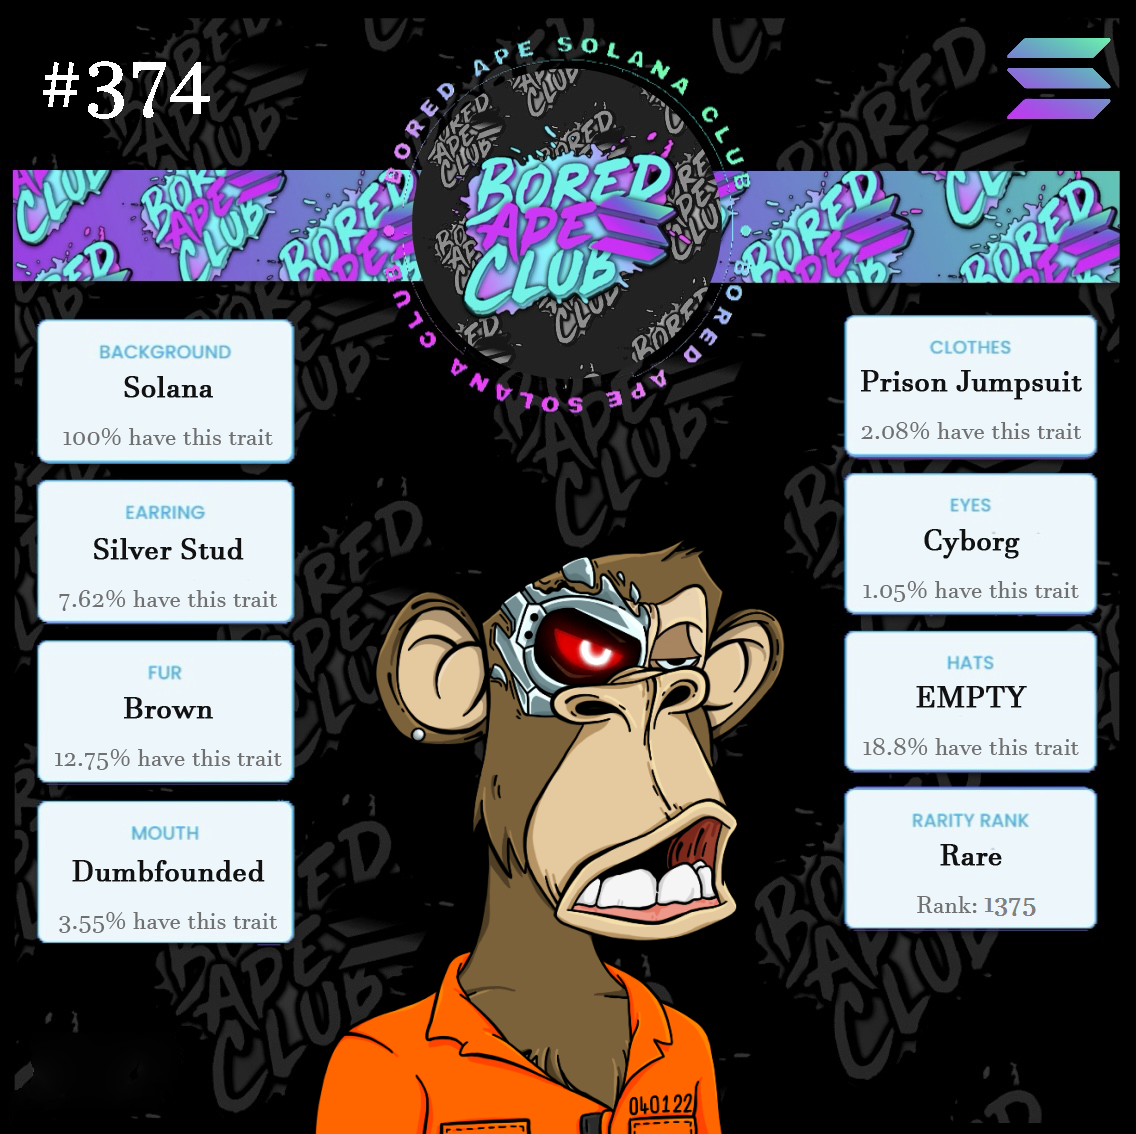 #374
BORED APE SOLANA CLUB
BORED APE SOLANA CLUB
BORED
APE
CLUB
BACKGROUND
Solana
100% have this trait
EARRING
Silver Stud
7.62% have this trait
FUR
Brown
12.75% have this trait
MOUTH
Dumbfounded
3.55% have this trait
CLOTHES
Prison Jumpsuit
2.08% have this trait
EYES
Cyborg
1.05% have this trait
HATS
EMPTY
18.8% have this trait
RARITY RANK
Rare
Rank: 1375
040122